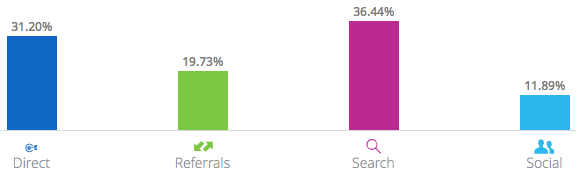 31.20%
19.73%
36.44%
11.89%
Direct
Referrals
Search
Social